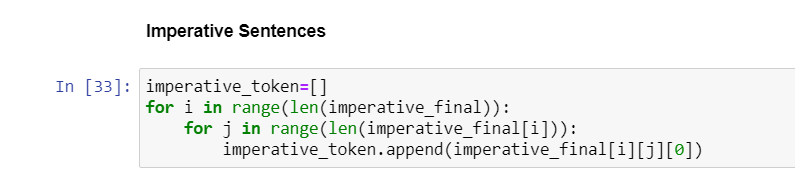 Imperative Sentences
In [33]: imperative_token=[]
for i in range(len(imperative_final)):
    for j in range(len(imperative_final[i])):
        imperative_token.append(imperative_final[i][j][0])